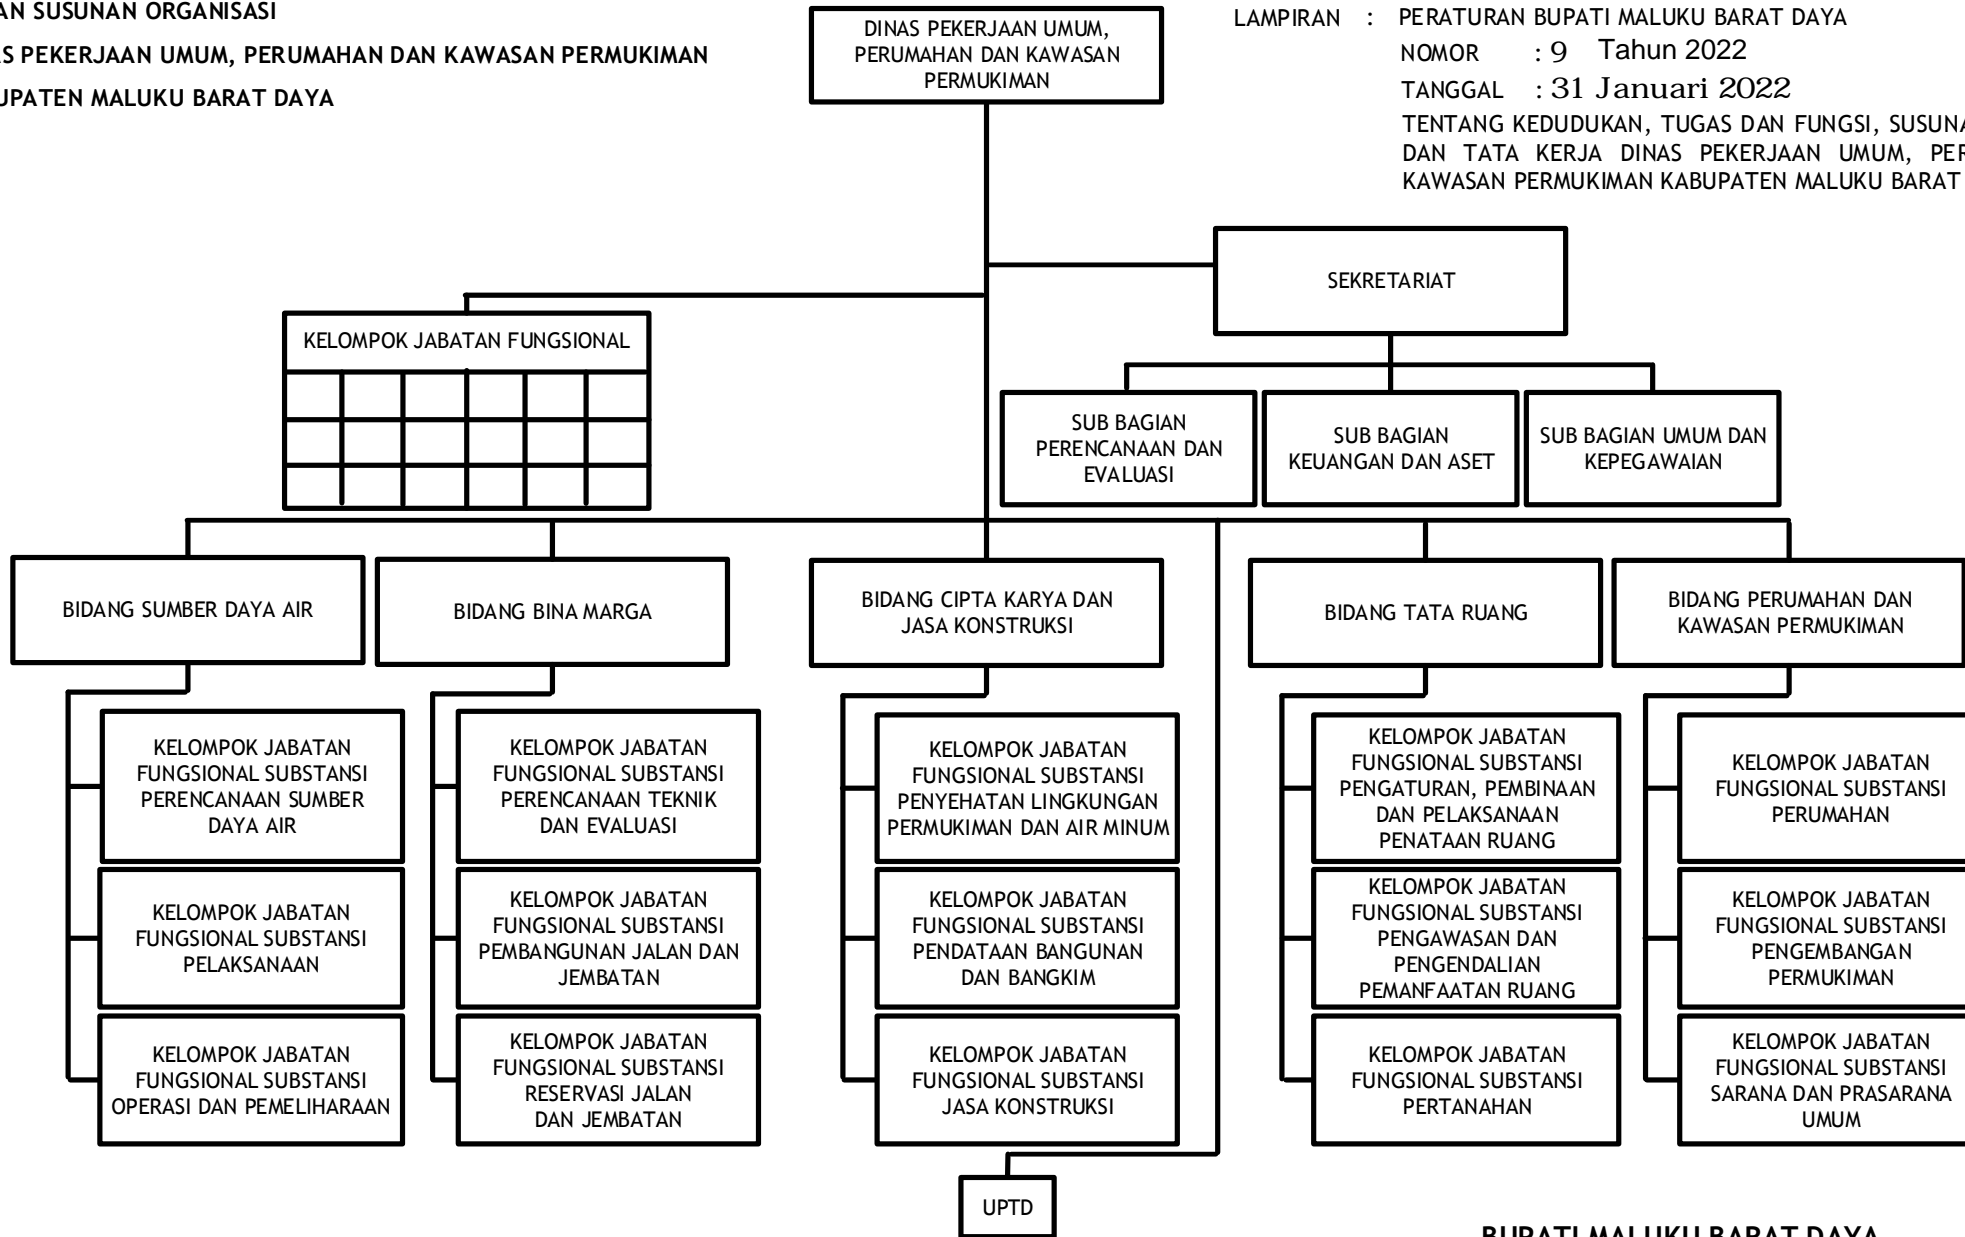 AN SUSUNAN ORGANISASI
AS PEKERJAAN UMUM, PERUMAHAN DAN KAWASAN PERMUKIMAN
UPATEN MALUKU BARAT DAYA
DINAS PEKERJAAN UMUM,
PERUMAHAN DAN KAWASAN
PERMUKIMAN
LAMPIRAN : PERATURAN BUPATI MALUKU BARAT DAYA
NOMOR : 9 Tahun 2022
TANGGAL : 31 Januari 2022
TENTANG KEDUDUKAN, TUGAS DAN FUNGSI, SUSUNA
DAN TATA KERJA DINAS PEKERJAAN UMUM, PER
KAWASAN PERMUKIMAN KABUPATEN MALUKU BARAT
SEKRETARIAT
KELOMPOK JABATAN FUNGSIONAL
SUB BAGIAN
PERENCANAAN DAN
EVALUASI
SUB BAGIAN
KEUANGAN DAN ASET
SUB BAGIAN UMUM DAN
KEPEGAWAIAN
BIDANG SUMBER DAYA AIR
BIDANG BINA MARGA
BIDANG CIPTA KARYA DAN
JASA KONSTRUKSI
BIDANG TATA RUANG
BIDANG PERUMAHAN DAN
KAWASAN PERMUKIMAN
KELOMPOK JABATAN
FUNGSIONAL SUBSTANSI
PERENCANAAN SUMBER
DAYA AIR
KELOMPOK JABATAN
FUNGSIONAL SUBSTANSI
PERENCANAAN TEKNIK
DAN EVALUASI
KELOMPOK JABATAN
FUNGSIONAL SUBSTANSI
PENYEHATAN LINGKUNGAN
PERMUKIMAN DAN AIR MINUM
KELOMPOK JABATAN
FUNGSIONAL SUBSTANSI
PENGATURAN, PEMBINAAN
DAN PELAKSANAAN
PENATAAN RUANG
KELOMPOK JABATAN
FUNGSIONAL SUBSTANSI
PERUMAHAN
KELOMPOK JABATAN
FUNGSIONAL SUBSTANSI
PELAKSANAAN
KELOMPOK JABATAN
FUNGSIONAL SUBSTANSI
PEMBANGUNAN JALAN DAN
JEMBATAN
KELOMPOK JABATAN
FUNGSIONAL SUBSTANSI
PENDATAAN BANGUNAN
DAN BANGKIM
KELOMPOK JABATAN
FUNGSIONAL SUBSTANSI
PENGAWASAN DAN
PENGENDALIAN
PEMANFAATAN RUANG
KELOMPOK JABATAN
FUNGSIONAL SUBSTANSI
PENGEMBANGAN
PERMUKIMAN
KELOMPOK JABATAN
FUNGSIONAL SUBSTANSI
OPERASI DAN PEMELIHARAAN
KELOMPOK JABATAN
FUNGSIONAL SUBSTANSI
RESERVASI JALAN
DAN JEMBATAN
KELOMPOK JABATAN
FUNGSIONAL SUBSTANSI
JASA KONSTRUKSI
KELOMPOK JABATAN
FUNGSIONAL SUBSTANSI
PERTANAHAN
KELOMPOK JABATAN
FUNGSIONAL SUBSTANSI
SARANA DAN PRASARANA
UMUM
UPTD
BUPATI MALUKU BARAT DAYA